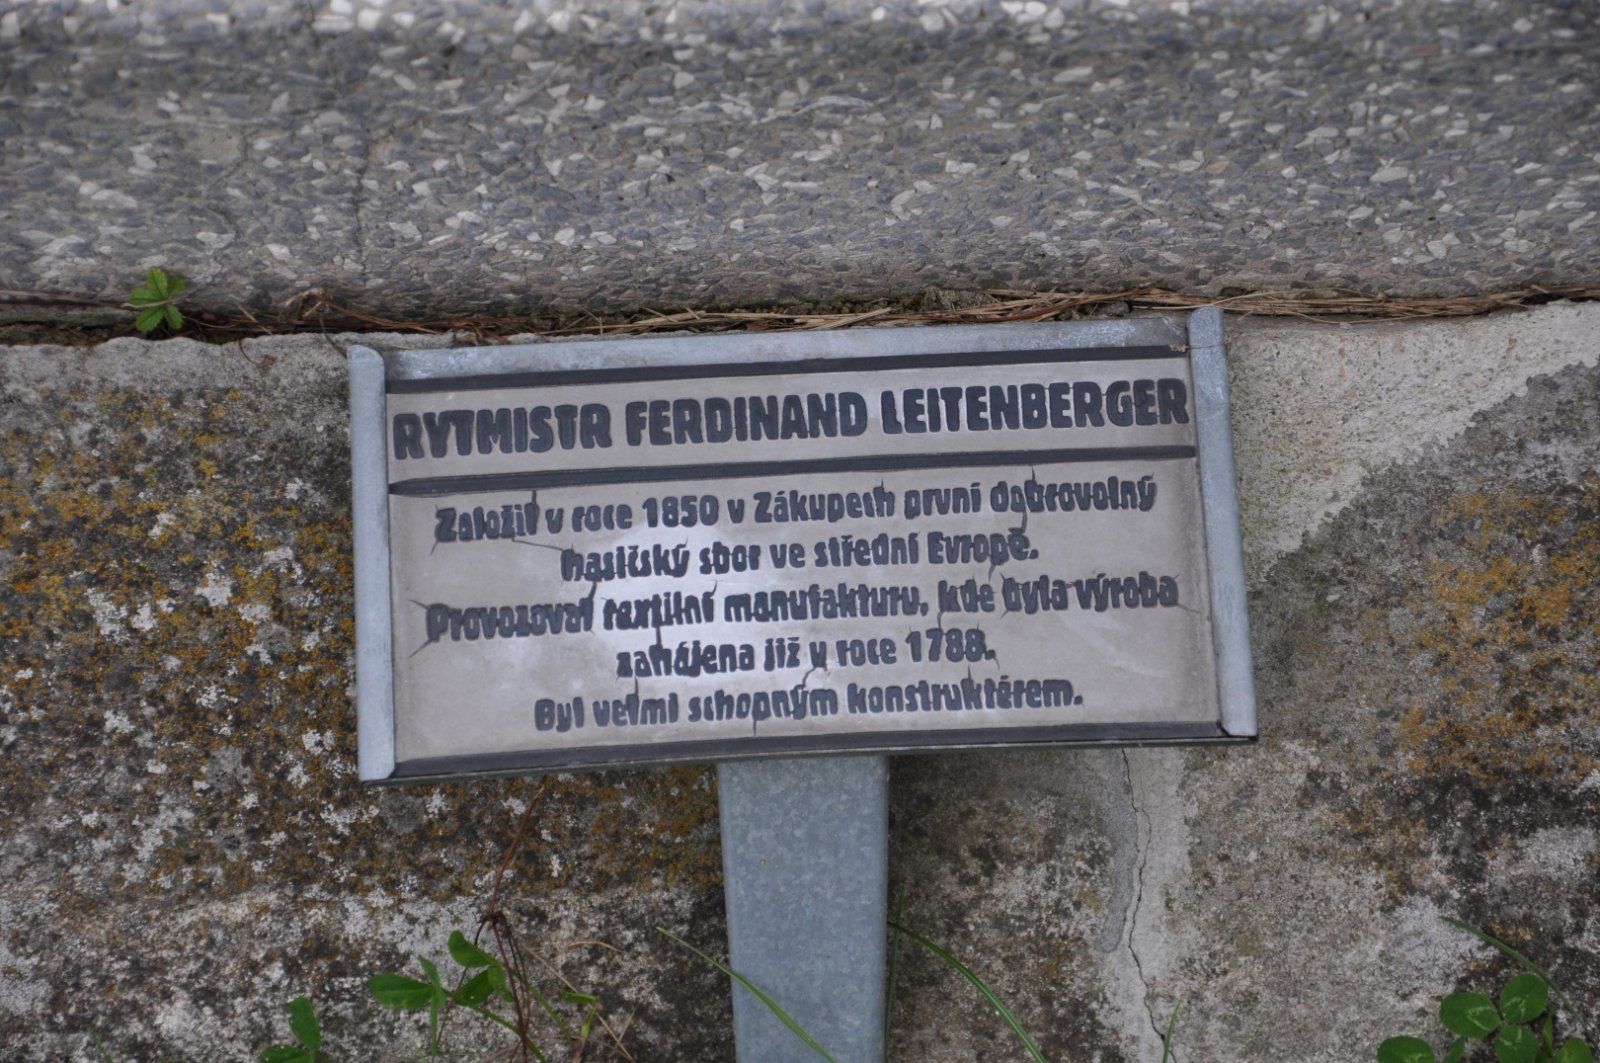 RYTMISTR FERDINAND LEITENBERGER
Založil v roce 1850 v Zákupech první dobrovolný
hasičský sbor ve střední Evropě.
Provozoval textilní manufakturu, kde byla výroba
zahájena již v roce 1788.
Byl velmi schopným konstruktérem.